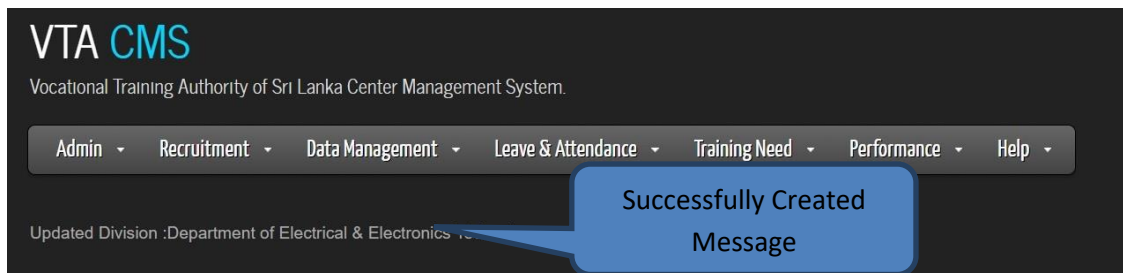 VTA CMS
Vocational Training Authority of Sri Lanka Center Management System.
Admin Recruitment Data Management Leave & Attendance Training Need Performance Help
Successfully Created
Message
Updated Division :Department of Electrical & Electronics